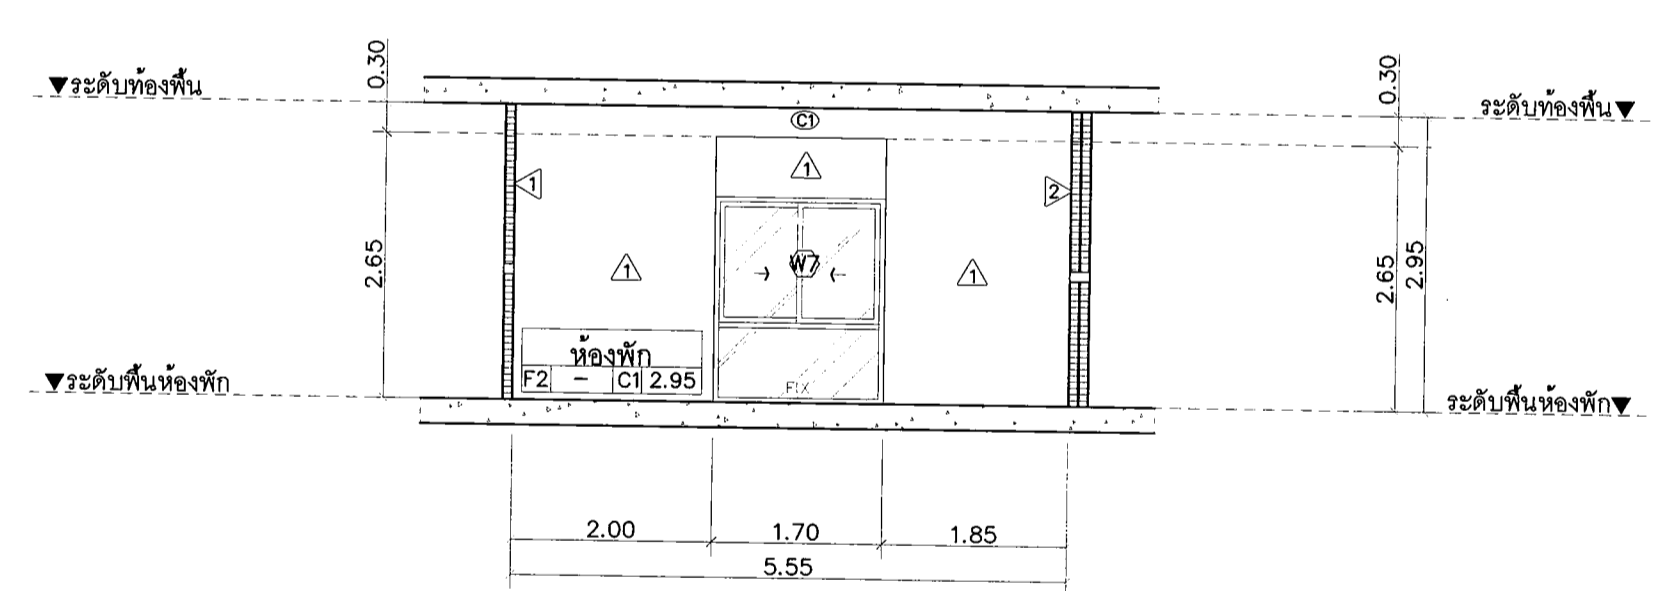 0.30
▼ระดับท้องพื้น
0.30
ระดับท้องพื้น▼
C1
1
1
2
2.65
W7
1
1
2.65
2.95
ห้องพัก
F2 – C1 2.95
FIX
▼ระดับพื้นห้องพัก
ระดับพื้นห้องพัก▼
2.00 1.70 1.85
5.55